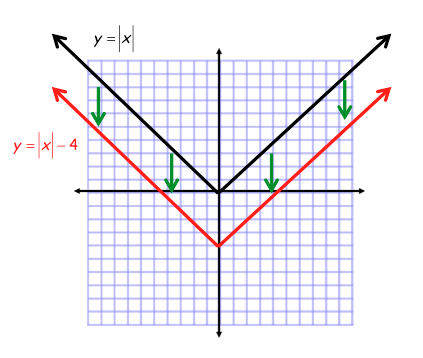 y = |x|
y = |x| – 4